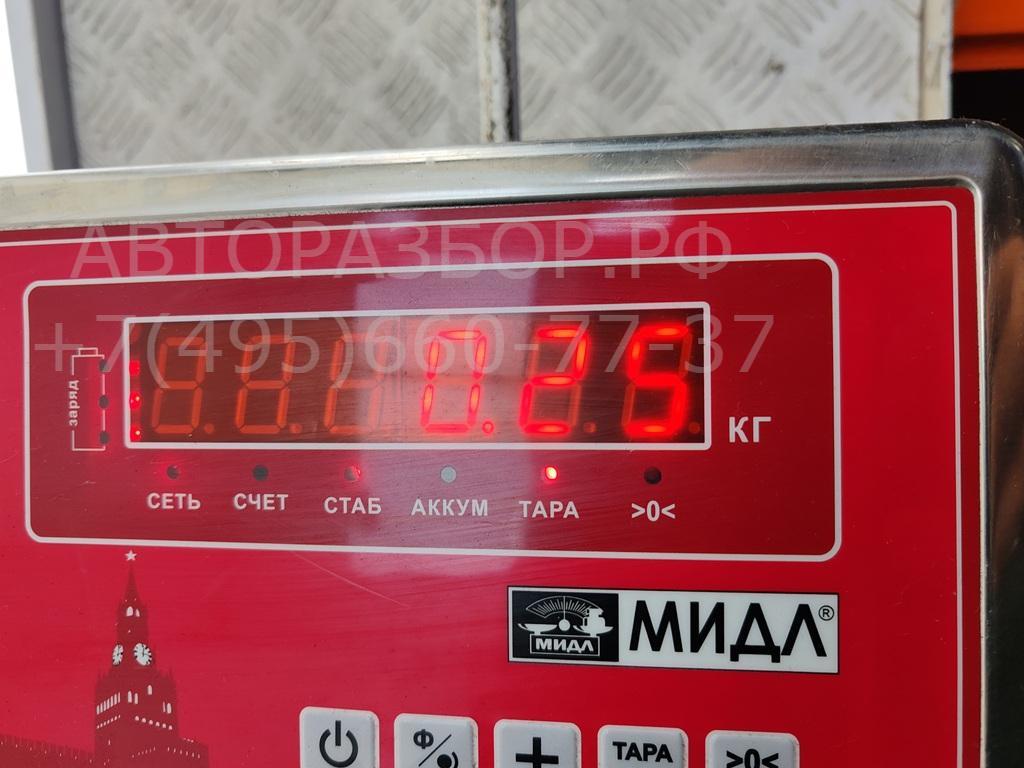 АВТОРАЗБОР.РФ
+7(495)660-77-37
заряд
0.25 КГ
СЕТЬ СЧЕТ СТАБ АККУМ ТАРА >0<
МИДЛ МИДЛ®
Ф + ТАРА >0<